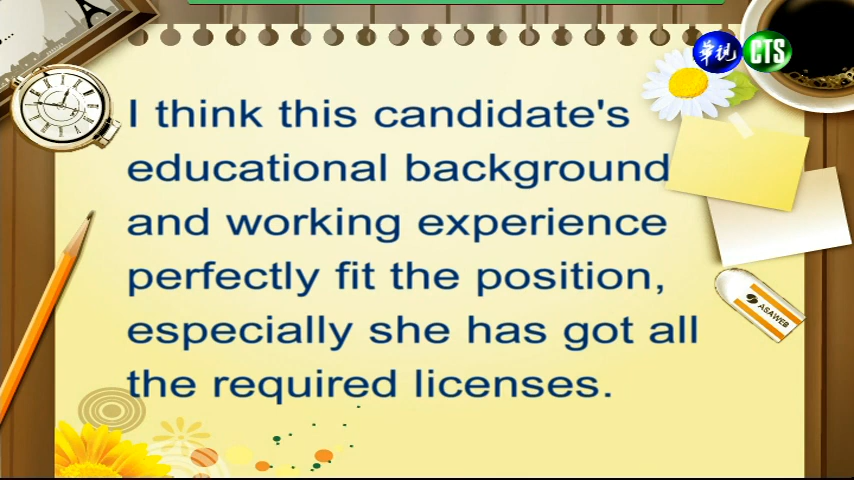 華視 CTS
I think this candidate's
educational background
and working experience
perfectly fit the position,
especially she has got all
the required licenses.
ASAWEB